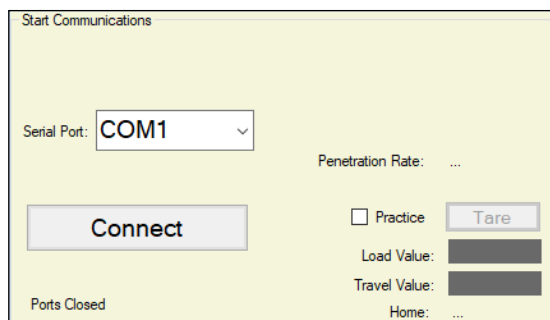 Start Communications
Serial Port: COM1
Penetration Rate: ...
Connect
Practice Tare
Load Value:
Travel Value:
Ports Closed
Home: ...